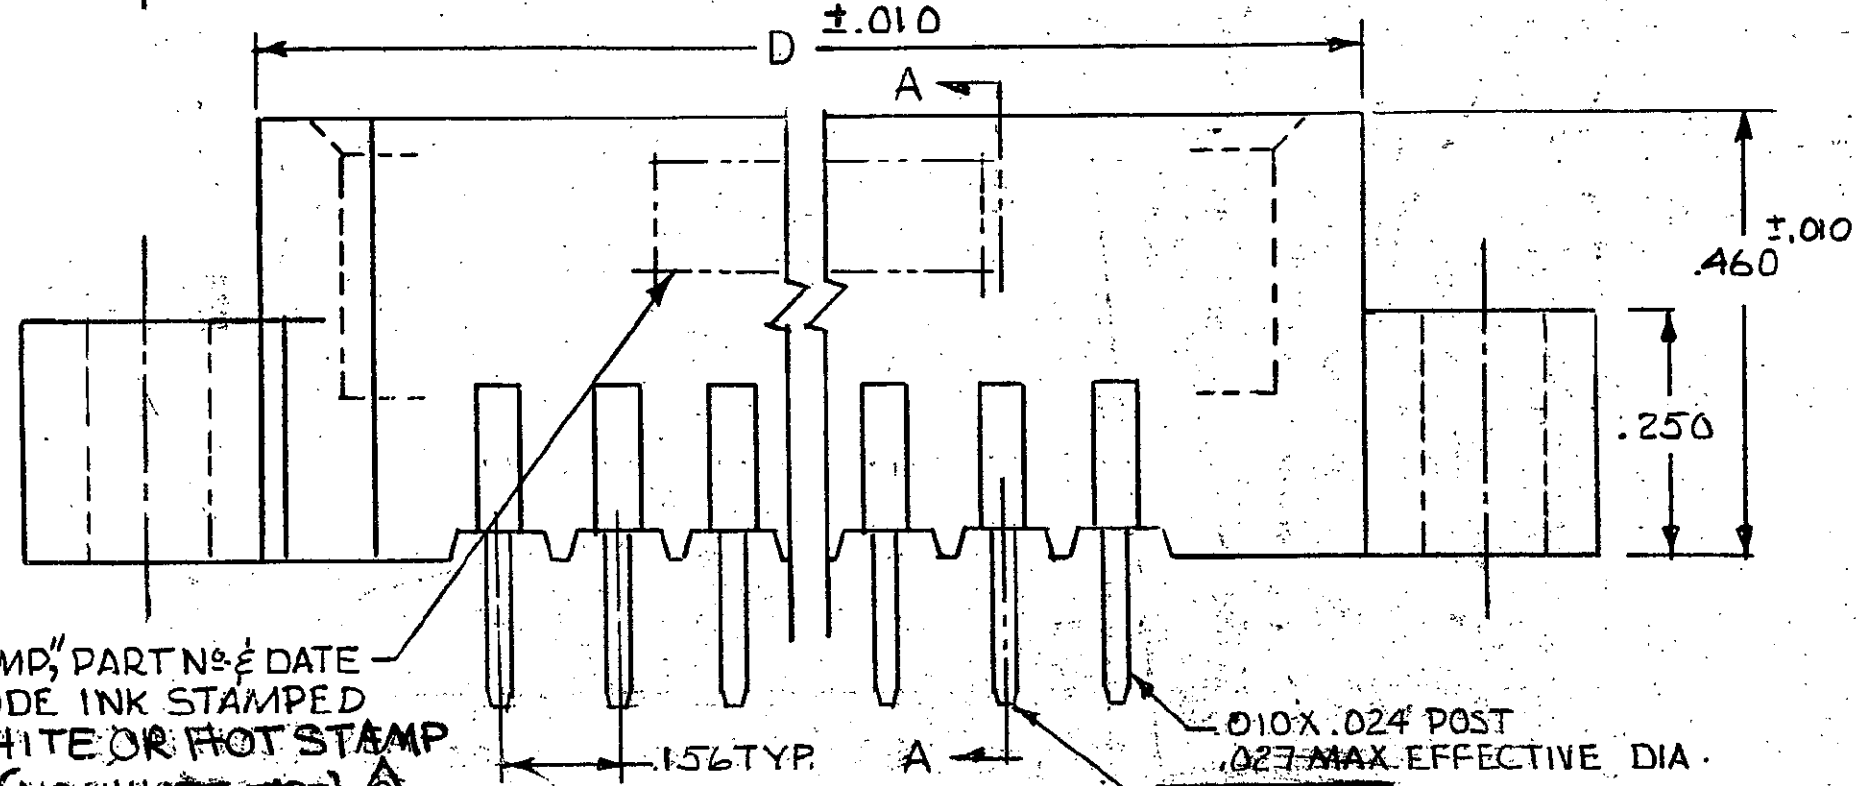 ±.010
D
A
±.010
.460
.250
MP," PART Nº & DATE
ODE INK STAMPED
HITE OR HOT STAMP
.156 TYP.
A
.010 X .024 POST
.027 MAX EFFECTIVE DIA.